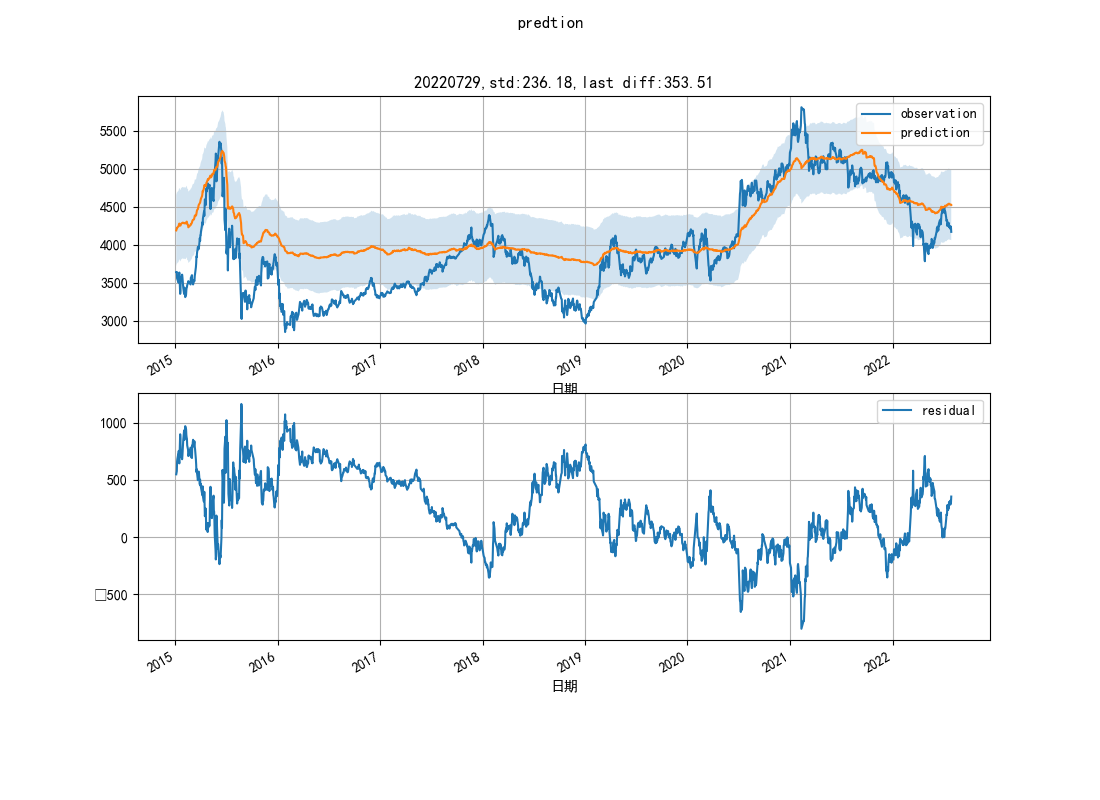 predtion
20220729,std:236.18,last diff:353.51
observation
prediction
5500
5000
4500
4000
3500
3000
2015 2016 2017 2018 2019 2020 2021 2022
日期
residual
1000
500
0
□500
2015 2016 2017 2018 2019 2020 2021 2022
日期